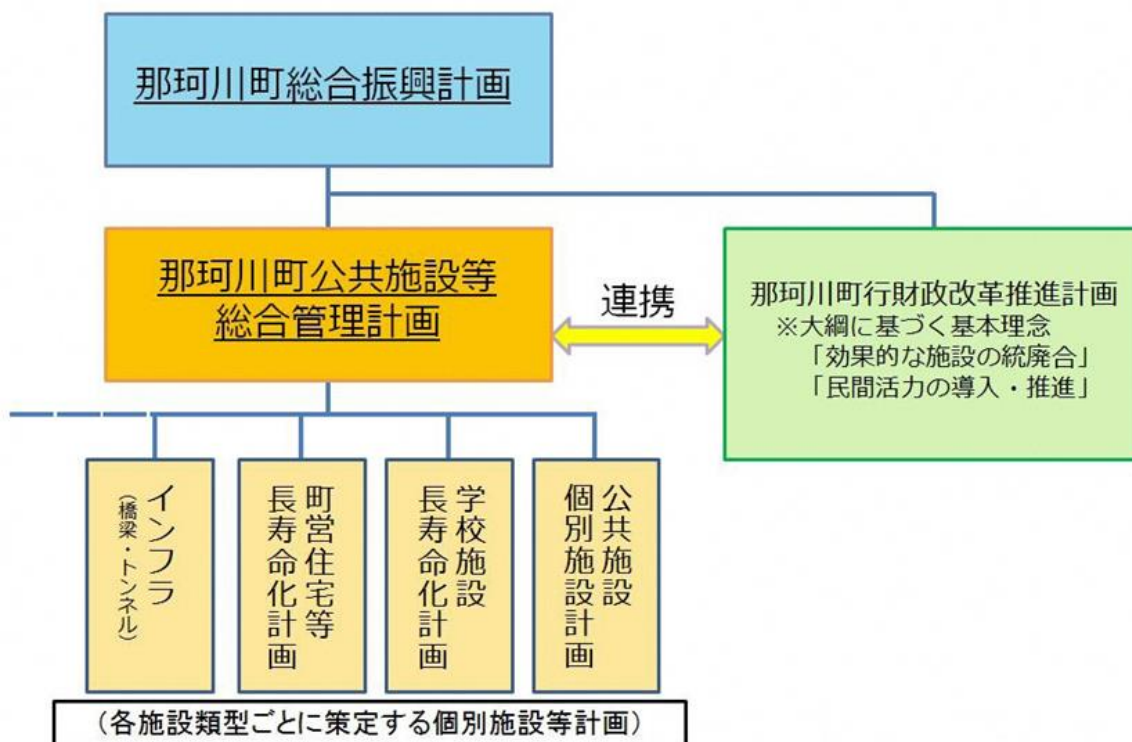 那珂川町総合振興計画
那珂川町公共施設等
総合管理計画
連携
那珂川町行財政改革推進計画
※大綱に基づく基本理念
「効果的な施設の統廃合」
「民間活力の導入・推進」
公共施設
個別施設計画
学校施設
長寿命化計画
町営住宅等
長寿命化計画
インフラ
(橋梁・トンネル)
(各施設類型ごとに策定する個別施設等計画)